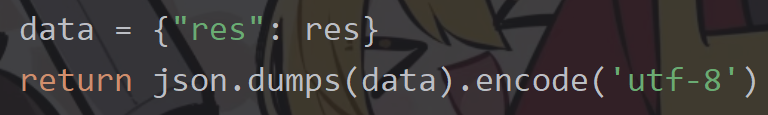 data = {"res": res}
return json.dumps(data).encode('utf-8')